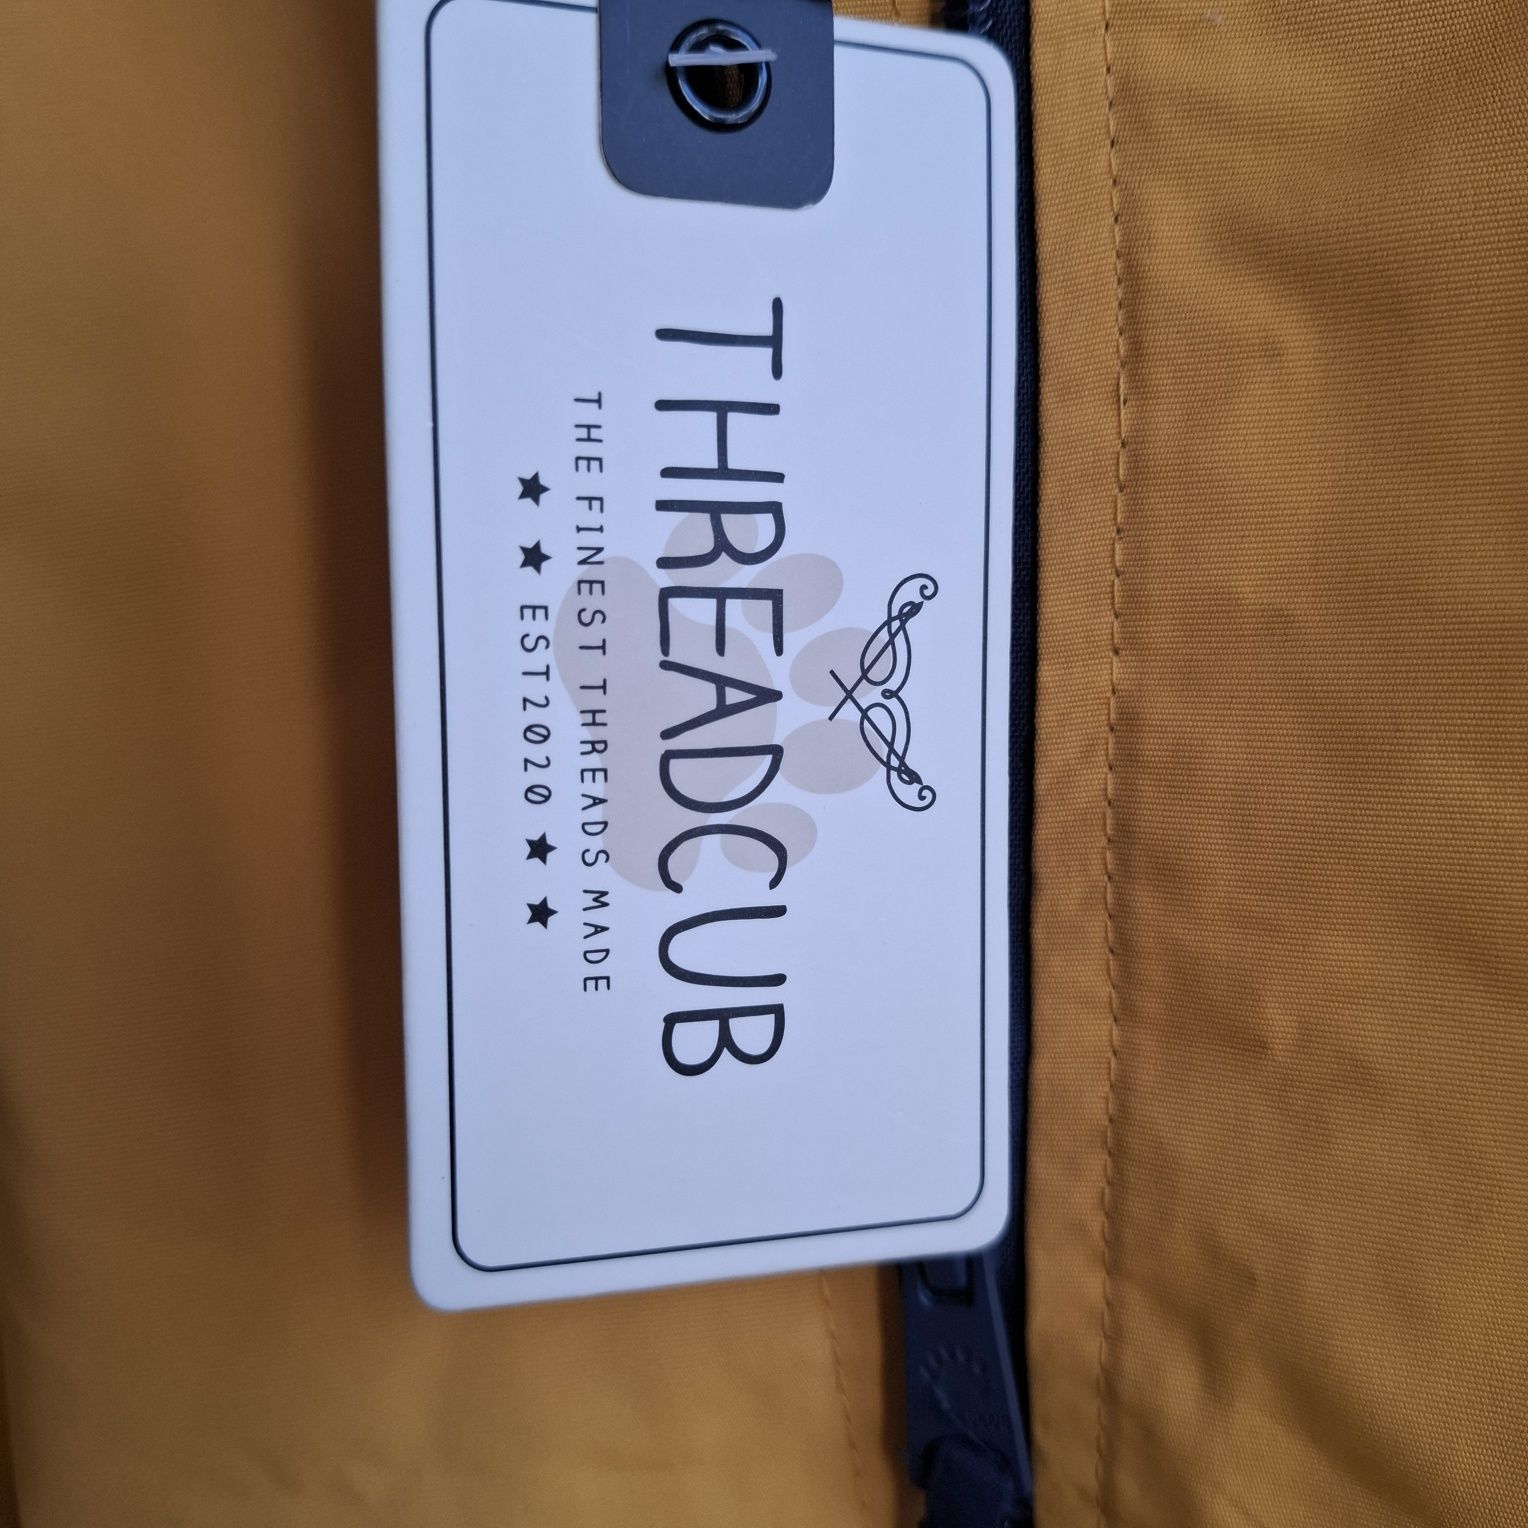 THREADCUB
THE FINEST THREADS MADE
★ ★ EST2020 ★ ★